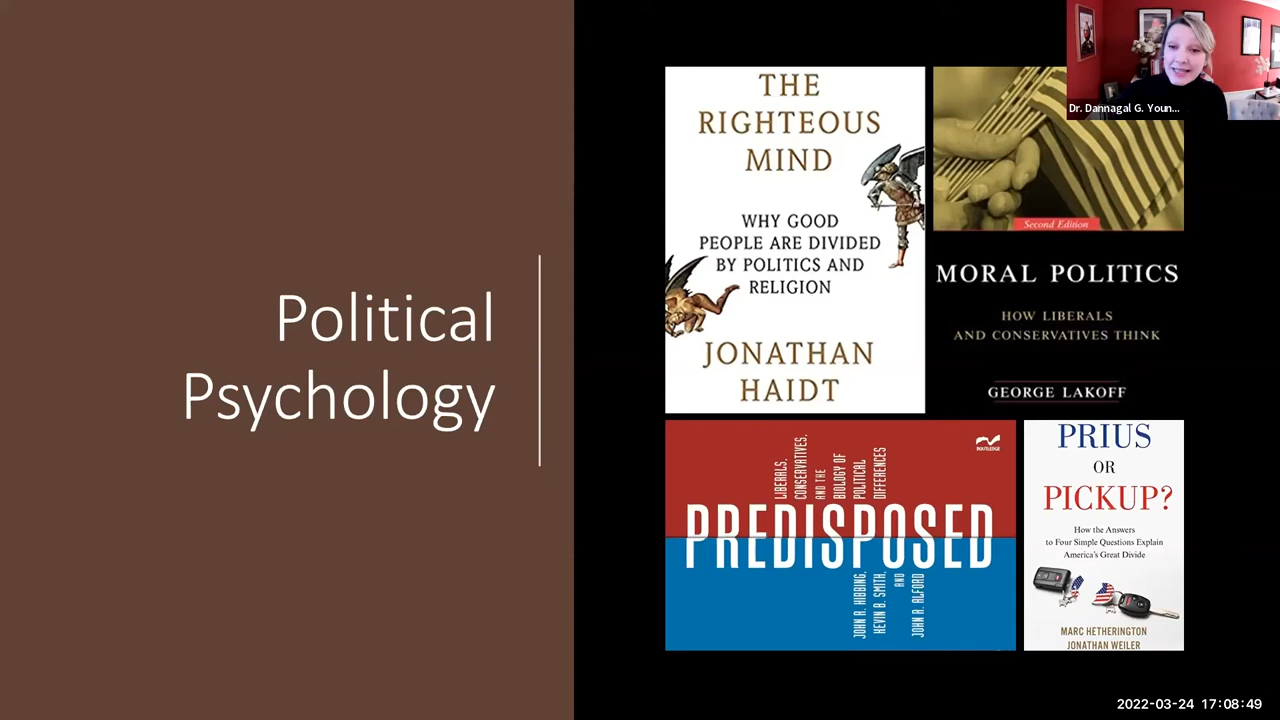 Political
Psychology
THE
RIGHTEOUS
MIND
WHY GOOD
PEOPLE ARE DIVIDED
BY POLITICS AND
RELIGION
JONATHAN
HAIDT
Second Edition
MORAL POLITICS
HOW LIBERALS
AND CONSERVATIVES THINK
GEORGE LAKOFF
LIBERALS,
CONSERVATIVES,
AND THE
BIOLOGY OF
POLITICAL
DIFFERENCES
ROUTLEDGE
PREDISPOSED
JOHN R. HIBBING,
KEVIN B. SMITH,
AND
JOHN R. ALFORD
PRIUS
OR
PICKUP?
How the Answers
to Four Simple Questions Explain
America's Great Divide
MARC HETHERINGTON
JONATHAN WEILER
Dr. Dannagal G. Youn...
2022-03-24 17:08:49